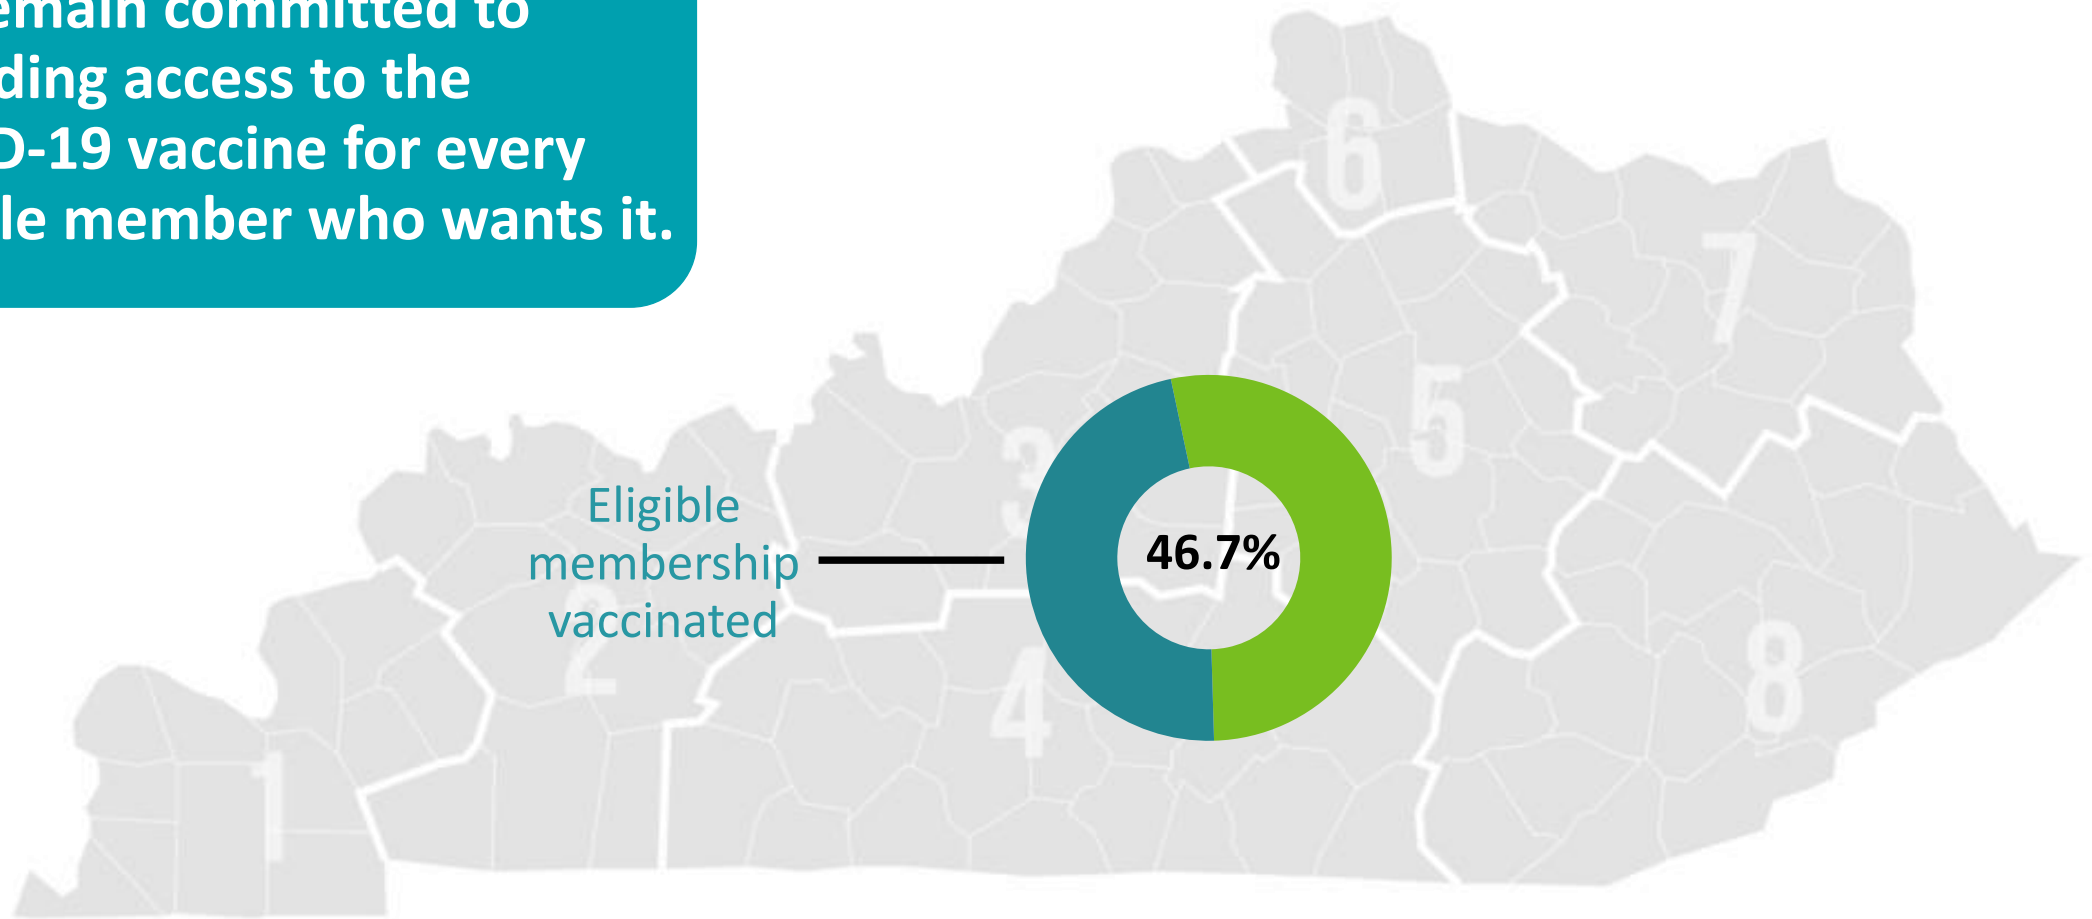 emain committed to
ding access to the
D-19 vaccine for every
le member who wants it.
6
7
5
3
Eligible
membership
vaccinated
46.7%
2
4
8
1